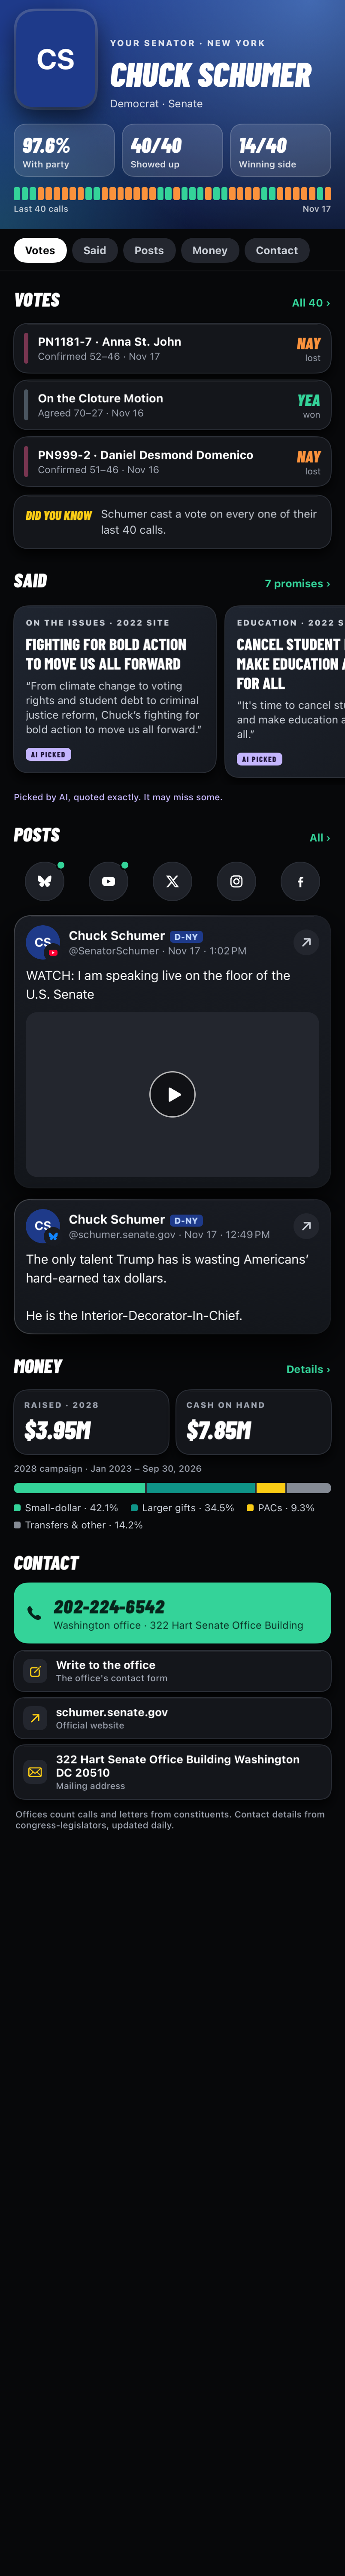 CS
YOUR SENATOR · NEW YORK
CHUCK SCHUMER
Democrat · Senate
97.6%
With party
40/40
Showed up
14/40
Winning side
Last 40 calls
Nov 17
Votes
Said
Posts
Money
Contact
VOTES
All 40 ›
PN1181-7 · Anna St. John
Confirmed 52–46 · Nov 17
NAY
lost
On the Cloture Motion
Agreed 70–27 · Nov 16
YEA
won
PN999-2 · Daniel Desmond Domenico
Confirmed 51–46 · Nov 16
NAY
lost
DID YOU KNOW
Schumer cast a vote on every one of their
last 40 calls.
SAID
7 promises ›
ON THE ISSUES · 2022 SITE
FIGHTING FOR BOLD ACTION
TO MOVE US ALL FORWARD
“From climate change to voting
rights and student debt to criminal
justice reform, Chuck’s fighting for
bold action to move us all forward.”
AI PICKED
EDUCATION · 2022 S
CANCEL STUDENT
MAKE EDUCATION A
FOR ALL
“It's time to cancel stu
and make education a
all.”
AI PICKED
Picked by AI, quoted exactly. It may miss some.
POSTS
All ›
CS
Chuck Schumer D-NY
@SenatorSchumer · Nov 17 · 1:02 PM
WATCH: I am speaking live on the floor of the
U.S. Senate
CS
Chuck Schumer D-NY
@schumer.senate.gov · Nov 17 · 12:49 PM
The only talent Trump has is wasting Americans’
hard-earned tax dollars.
He is the Interior-Decorator-In-Chief.
MONEY
Details ›
RAISED · 2028
$3.95M
CASH ON HAND
$7.85M
2028 campaign · Jan 2023 – Sep 30, 2026
Small-dollar · 42.1%
Larger gifts · 34.5%
PACs · 9.3%
Transfers & other · 14.2%
CONTACT
202-224-6542
Washington office · 322 Hart Senate Office Building
Write to the office
The office's contact form
schumer.senate.gov
Official website
322 Hart Senate Office Building Washington
DC 20510
Mailing address
Offices count calls and letters from constituents. Contact details from
congress-legislators, updated daily.